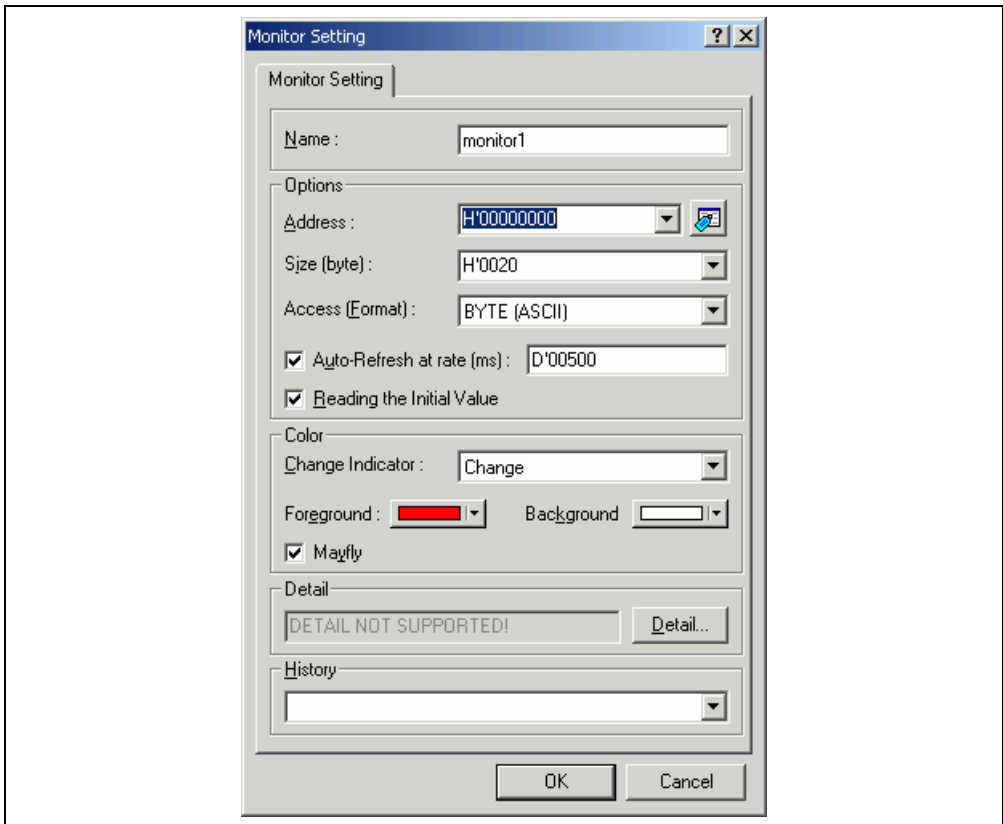 Monitor Setting
Monitor Setting
Name :
monitor1
Options
Address :
H'00000000
Size (byte) :
H'0020
Access (Format) :
BYTE (ASCII)
Auto-Refresh at rate (ms) :
D'00500
Reading the Initial Value
Color
Change Indicator :
Change
Foreground :
Background
Mayfly
Detail
DETAIL NOT SUPPORTED!
Detail...
History
OK
Cancel